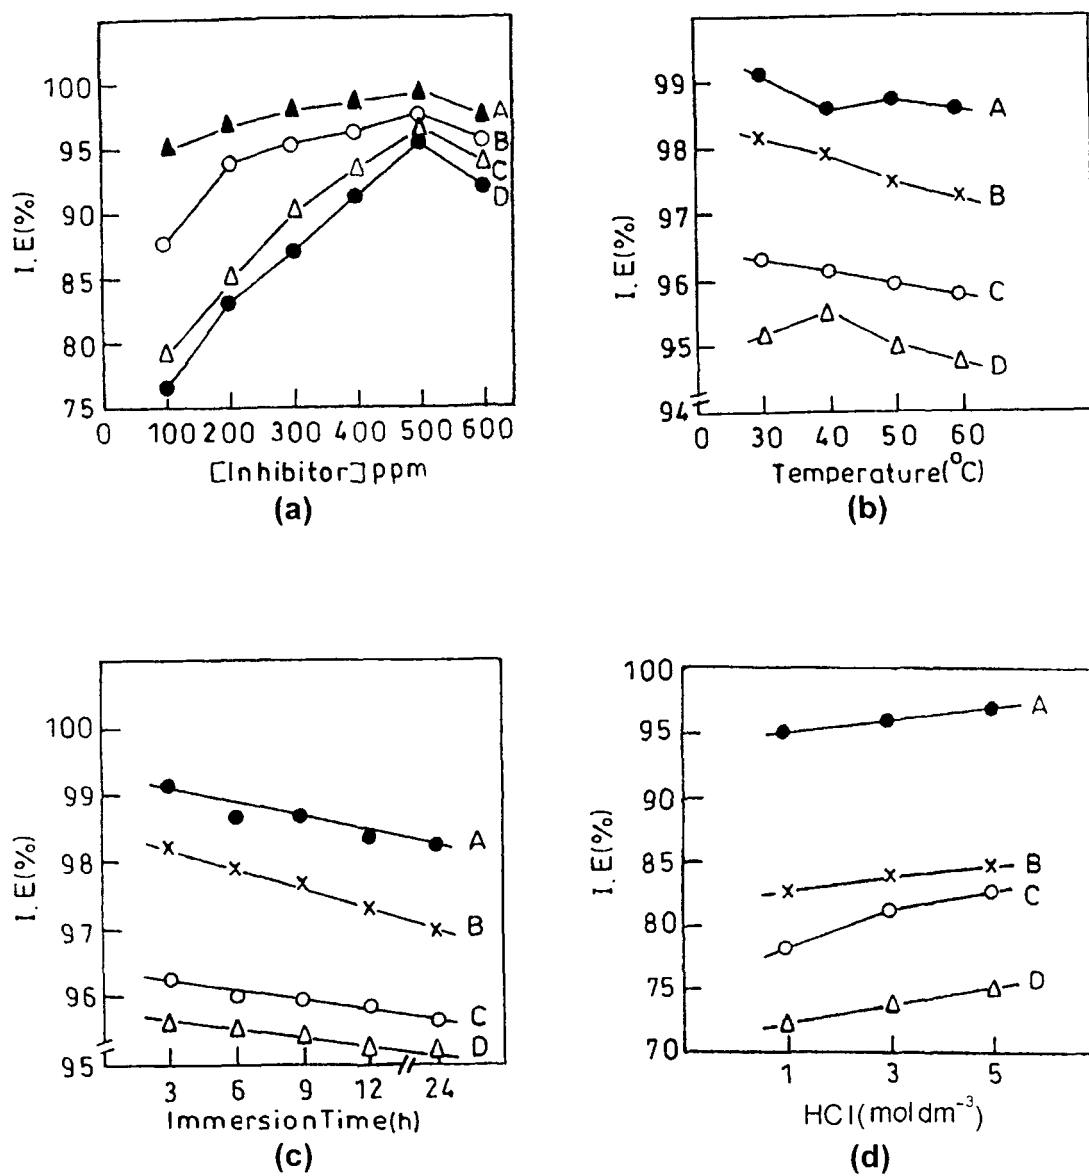 100
95
90
85
80
75
I.E(%)
A
B
C
D
0 100 200 300 400 500 600
[Inhibitor]ppm
(a)
99
98
97
96
95
94
I.E(%)
A
B
C
D
0 30 40 50 60
Temperature(°C)
(b)
100
99
98
97
96
95
I.E(%)
A
B
C
D
3 6 9 12 24
Immersion Time(h)
(c)
100
95
90
85
80
75
70
I.E(%)
A
B
C
D
1 3 5
HCl(mol dm⁻³)
(d)